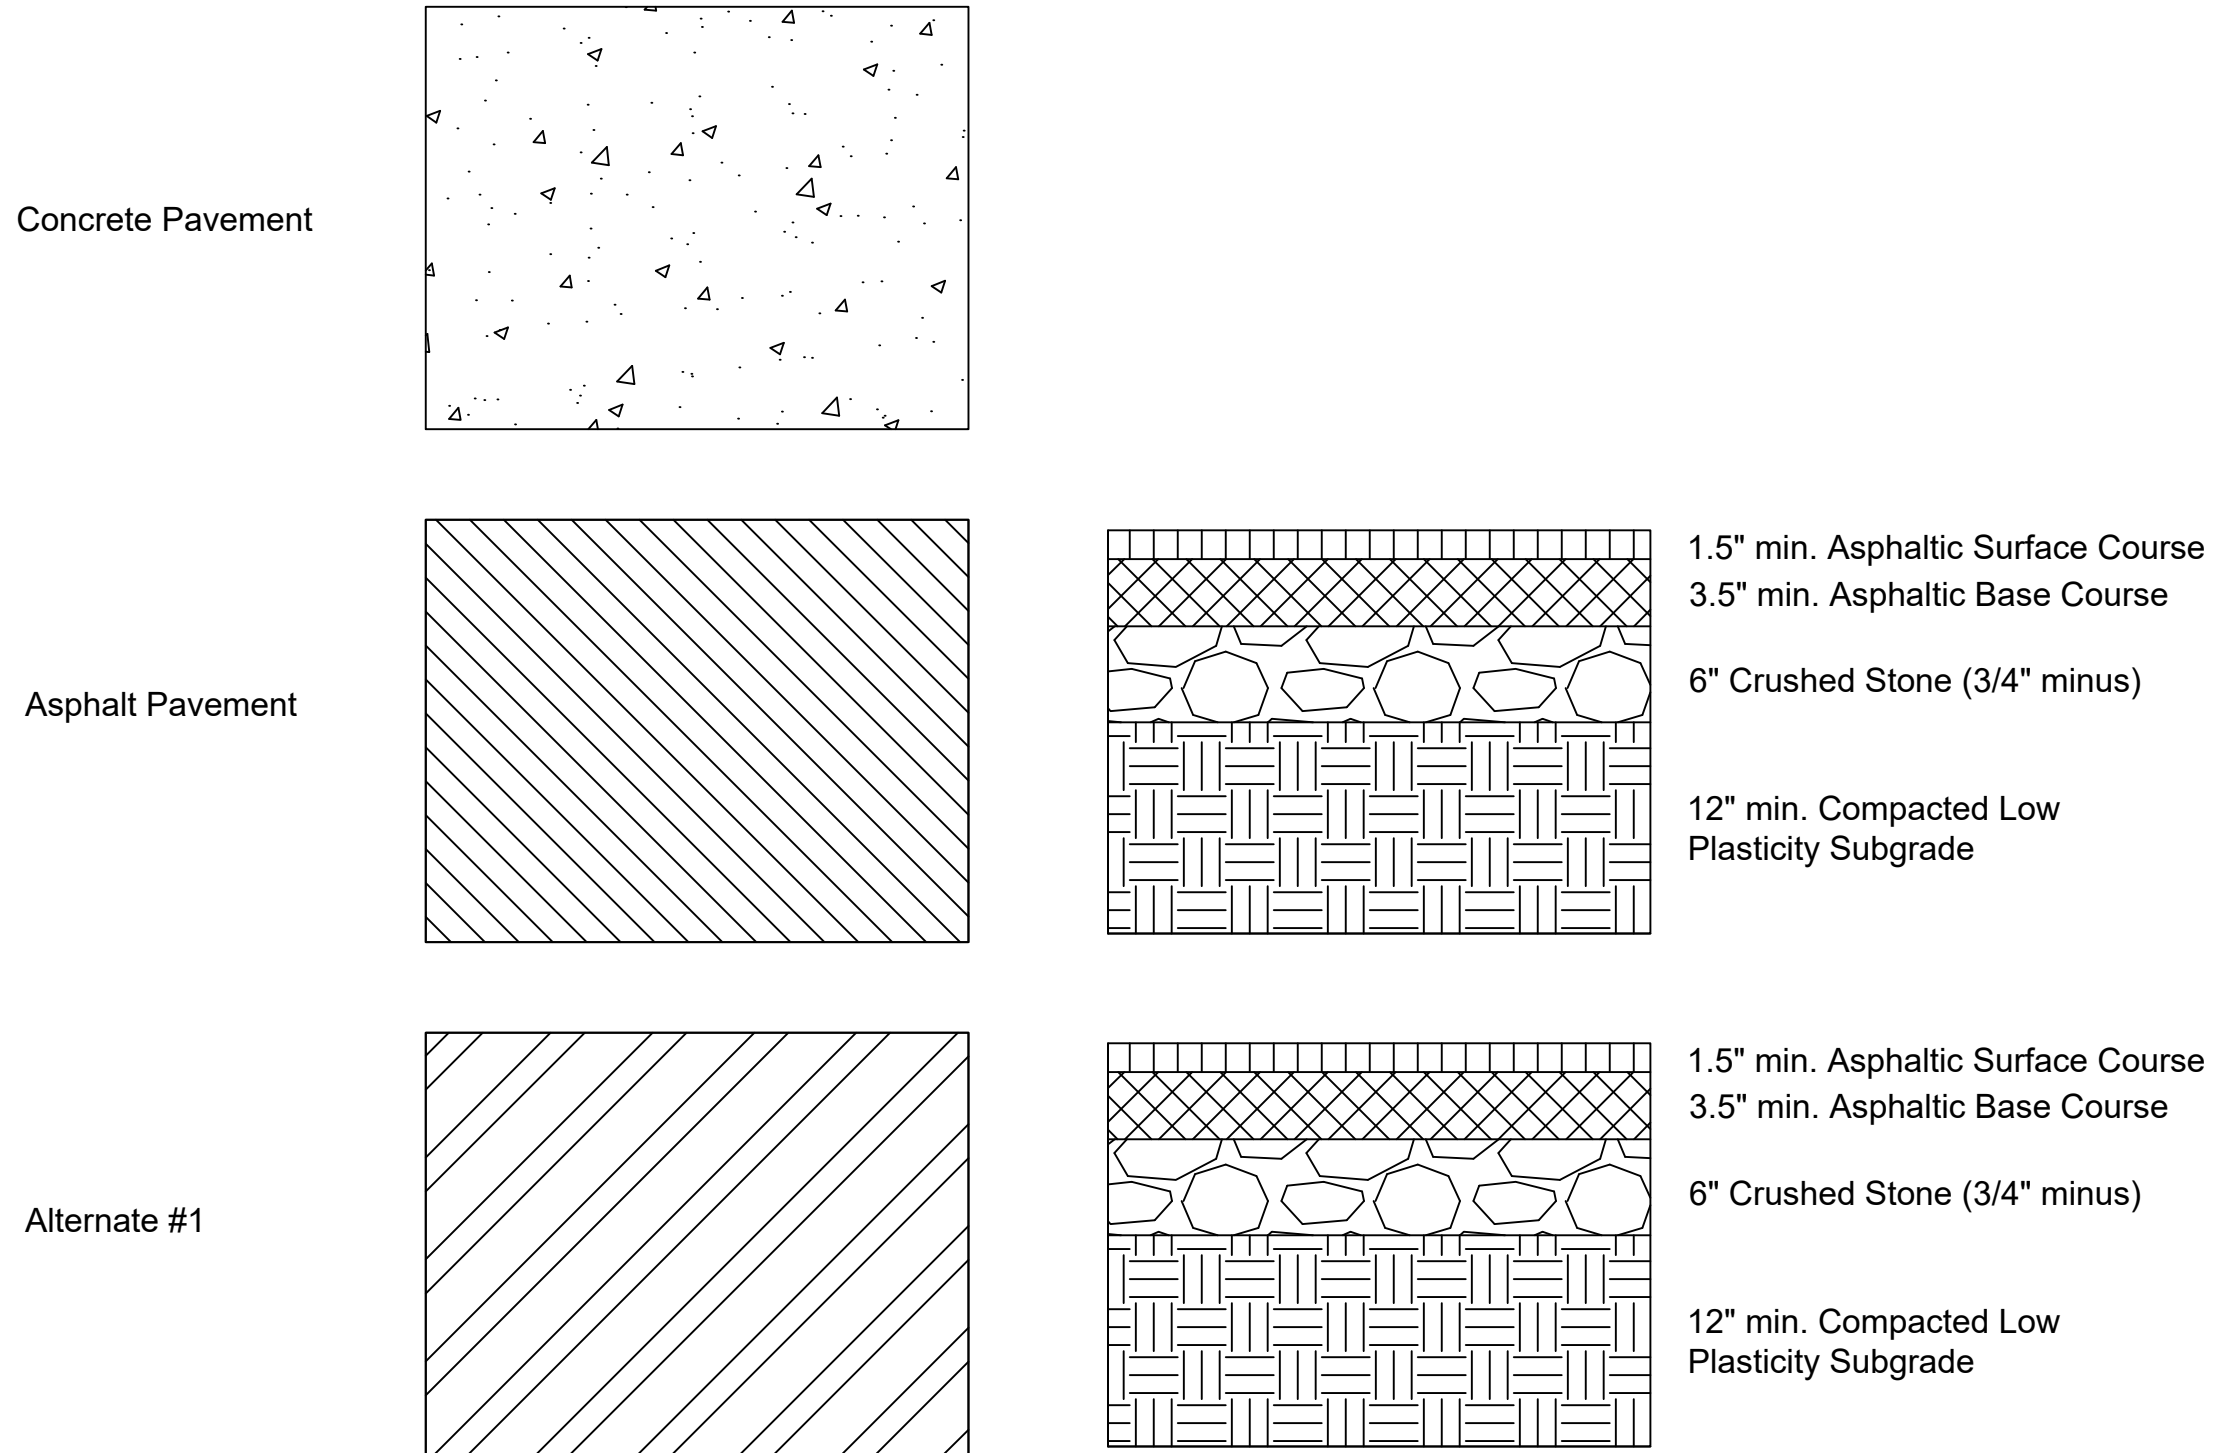 Concrete Pavement
Asphalt Pavement
1.5" min. Asphaltic Surface Course
3.5" min. Asphaltic Base Course
6" Crushed Stone (3/4" minus)
12" min. Compacted Low
Plasticity Subgrade
Alternate #1
1.5" min. Asphaltic Surface Course
3.5" min. Asphaltic Base Course
6" Crushed Stone (3/4" minus)
12" min. Compacted Low
Plasticity Subgrade